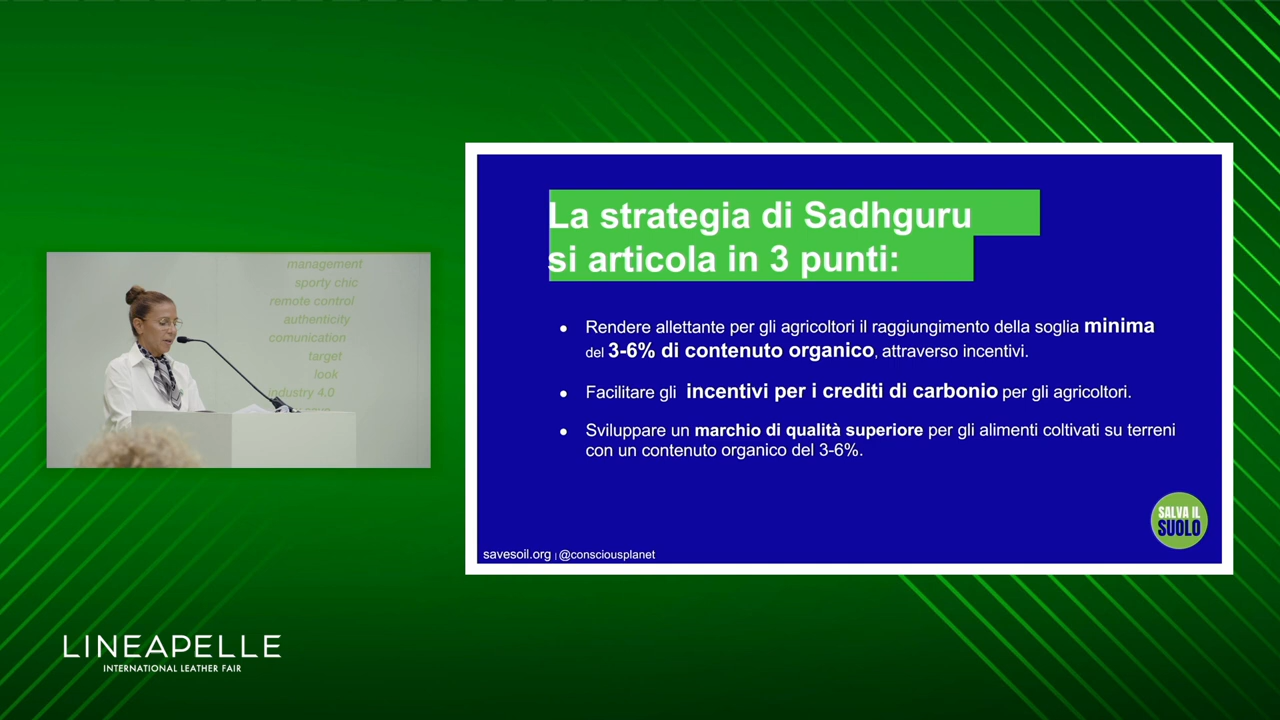 management
sporty chic
remote control
authenticity
comunication
target
look
industry 4.0
La strategia di Sadhguru
si articola in 3 punti:
● Rendere allettante per gli agricoltori il raggiungimento della soglia minima
del 3-6% di contenuto organico, attraverso incentivi.
● Facilitare gli incentivi per i crediti di carbonio per gli agricoltori.
● Sviluppare un marchio di qualità superiore per gli alimenti coltivati su terreni
con un contenuto organico del 3-6%.
SALVA IL
SUOLO
savesoil.org | @consciousplanet
LINEAPELLE
INTERNATIONAL LEATHER FAIR